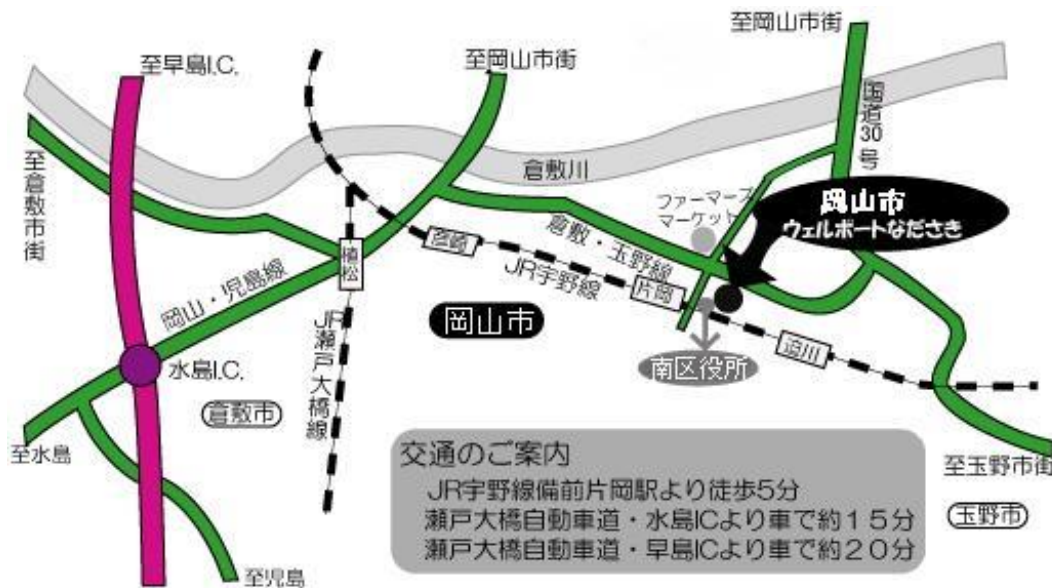 至早島I.C.
至岡山市街
至岡山市街
国道30号
至倉敷市街
倉敷川
ファーマーズ
マーケット
岡山市
ウェルポートなださき
植松
彦崎
倉敷・玉野線
JR宇野線
片岡
岡山・児島線
岡山市
迫川
JR瀬戸大橋線
水島I.C.
南区役所
倉敷市
至水島
交通のご案内
JR宇野線備前片岡駅より徒歩5分
瀬戸大橋自動車道・水島ICより車で約15分
瀬戸大橋自動車道・早島ICより車で約20分
至玉野市街
玉野市
至児島